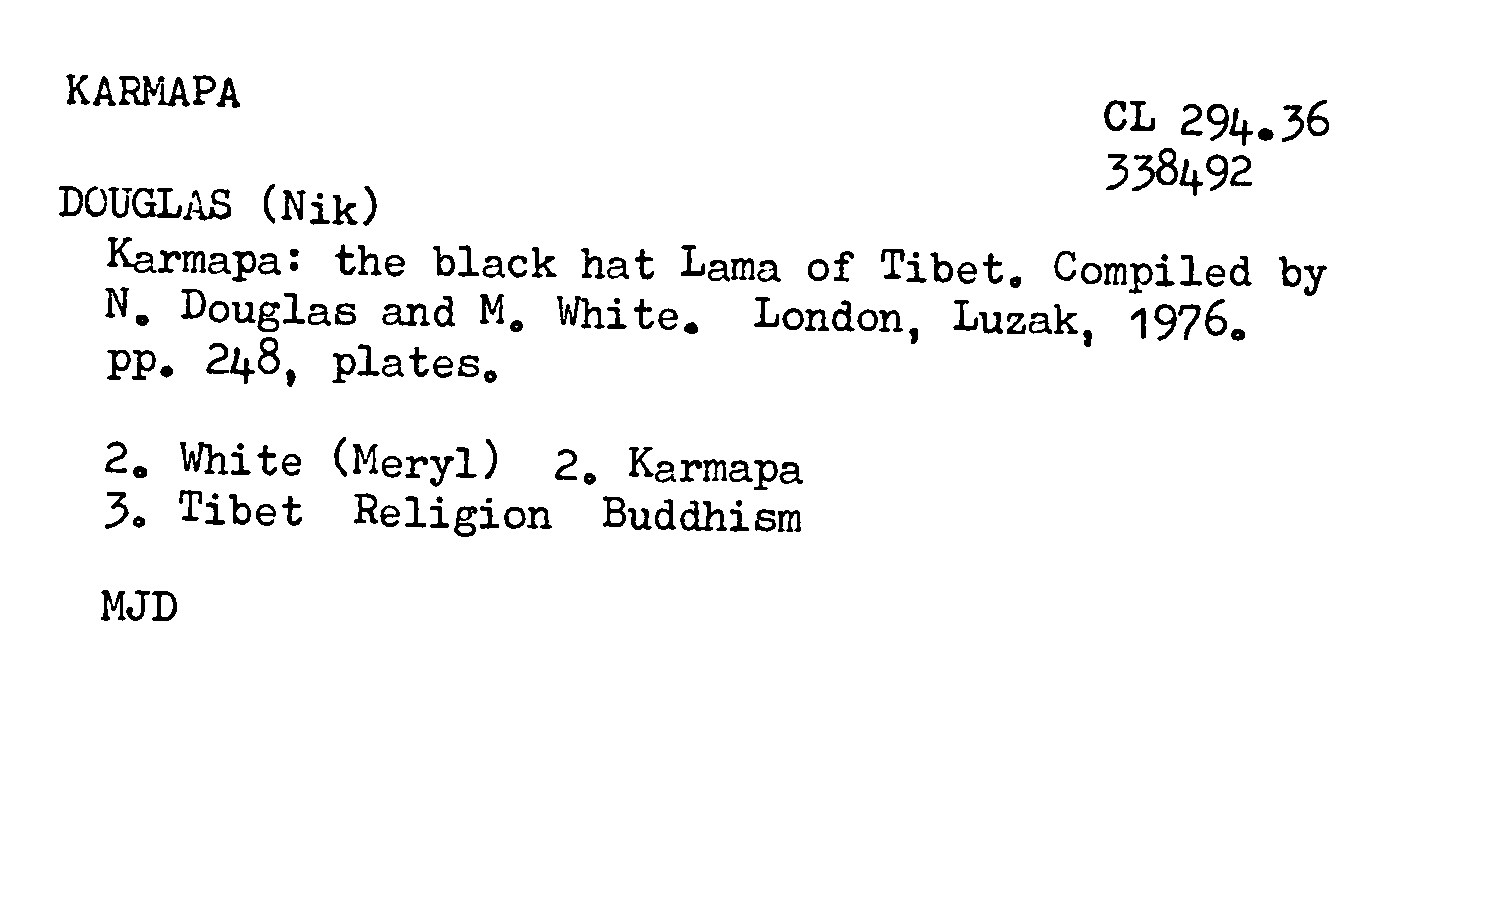 KARMAPA
CL 294.36
338492
DOUGLAS (Nik)
Karmapa: the black hat Lama of Tibet. Compiled by
N. Douglas and M. White. London, Luzak, 1976.
pp. 248, plates.
2. White (Meryl) 2. Karmapa
3. Tibet Religion Buddhism
MJD